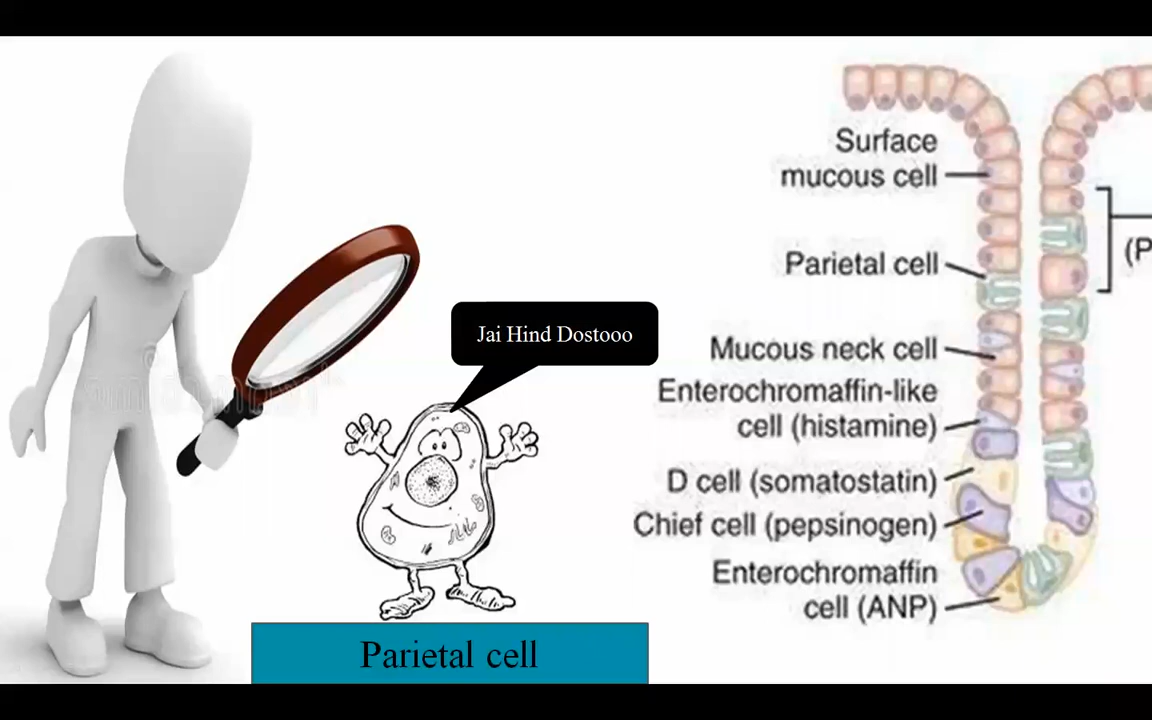 Jai Hind Dostooo
Parietal cell
Surface
mucous cell
Parietal cell
Mucous neck cell
Enterochromaffin-like
cell (histamine)
D cell (somatostatin)
Chief cell (pepsinogen)
Enterochromaffin
cell (ANP)
(P